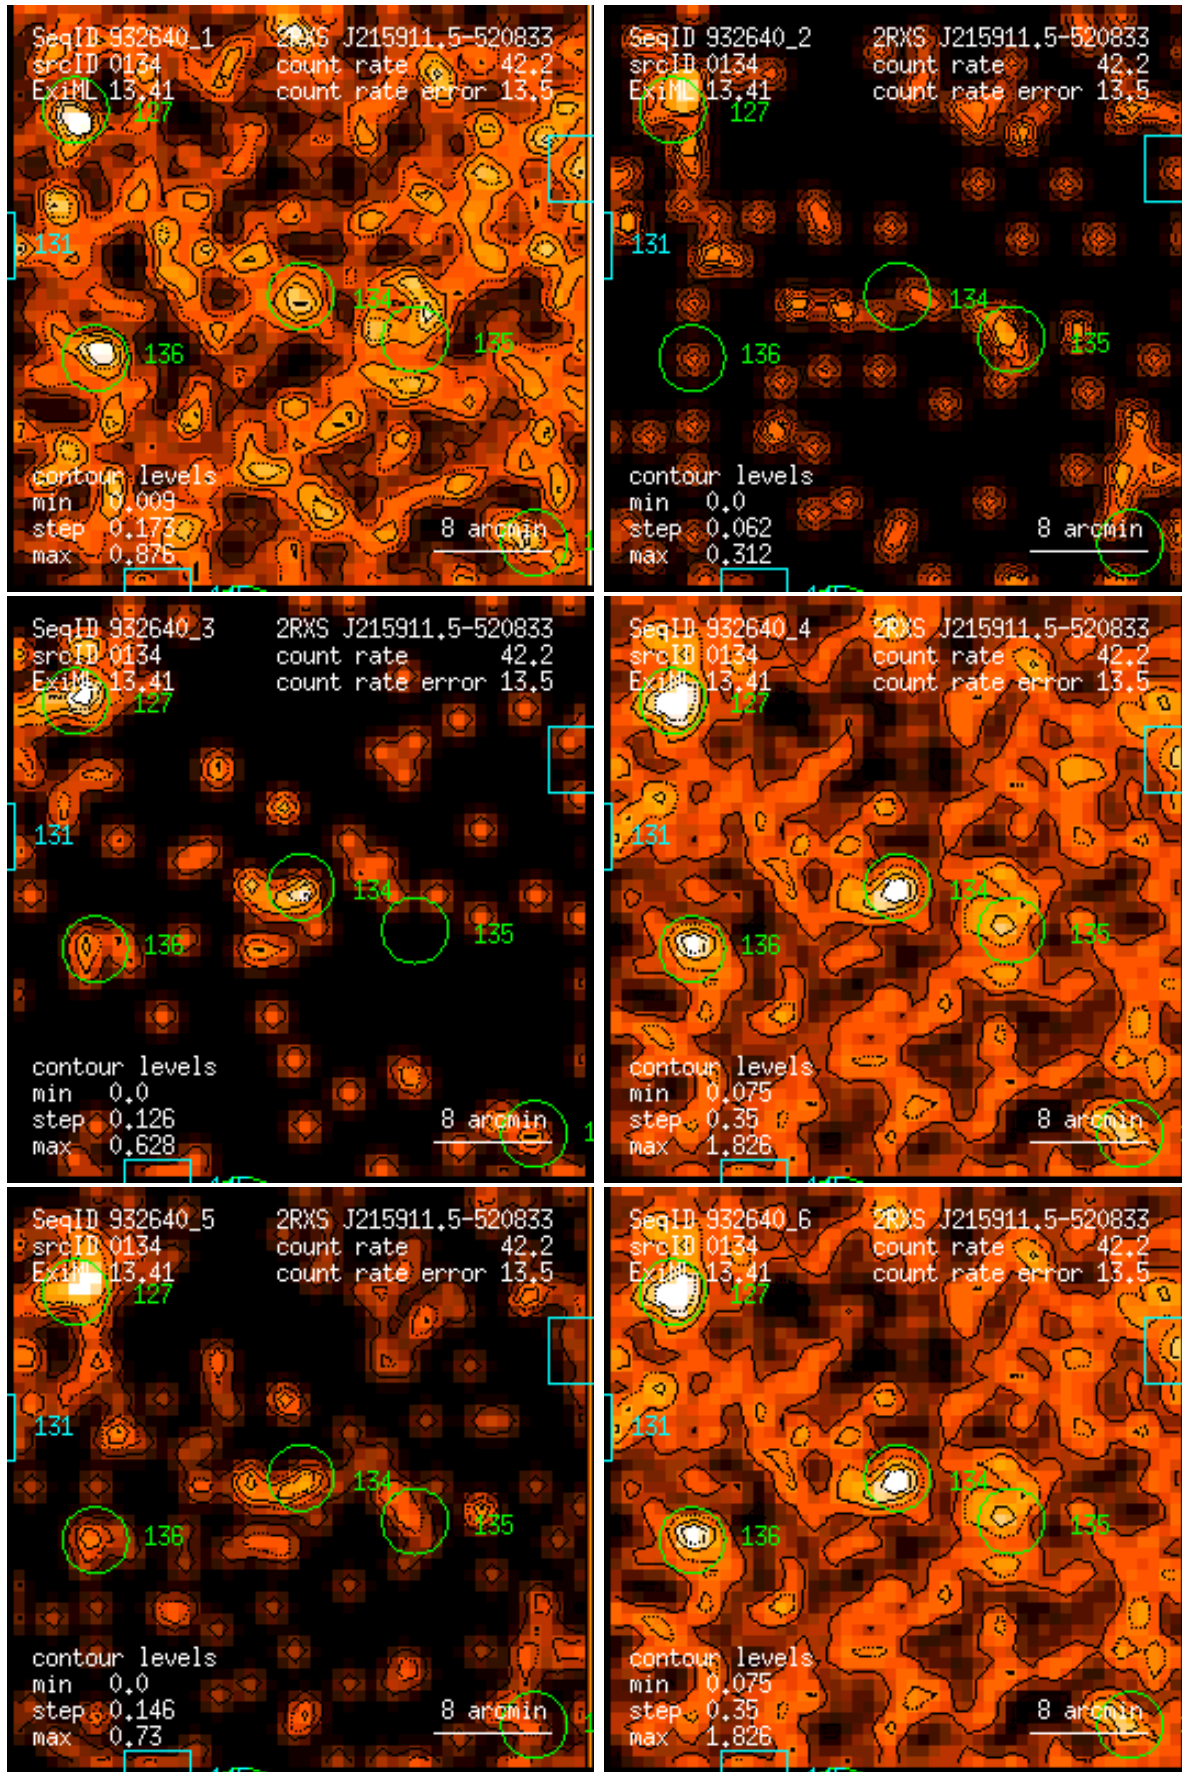 SeqID 932640_1 2RXS J215911.5-520833
srcID 0134 count rate 42.2
ExiML 13.41 count rate error 13.5
127
131
134
135
136
contour levels
min 0.009
step 0.173
max 0.876
8 arcmin
1
SeqID 932640_2 2RXS J215911.5-520833
srcID 0134 count rate 42.2
ExiML 13.41 count rate error 13.5
127
131
134
135
136
contour levels
min 0.0
step 0.062
max 0.312
8 arcmin
SeqID 932640_3 2RXS J215911.5-520833
srcID 0134 count rate 42.2
ExiML 13.41 count rate error 13.5
127
131
134
135
136
contour levels
min 0.0
step 0.126
max 0.628
8 arcmin
1
SeqID 932640_4 2RXS J215911.5-520833
srcID 0134 count rate 42.2
ExiML 13.41 count rate error 13.5
127
131
134
135
136
contour levels
min 0.075
step 0.35
max 1.826
8 arcmin
SeqID 932640_5 2RXS J215911.5-520833
srcID 0134 count rate 42.2
ExiML 13.41 count rate error 13.5
127
131
134
135
136
contour levels
min 0.0
step 0.146
max 0.73
8 arcmin
1
SeqID 932640_6 2RXS J215911.5-520833
srcID 0134 count rate 42.2
ExiML 13.41 count rate error 13.5
127
131
134
135
136
contour levels
min 0.075
step 0.35
max 1.826
8 arcmin